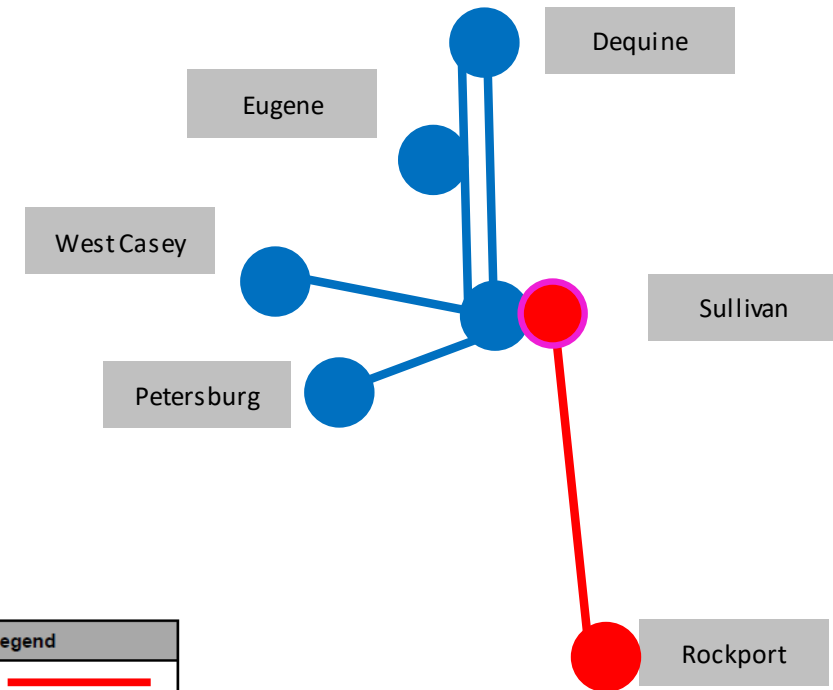 Dequine
Eugene
West Casey
Sullivan
Petersburg
egend
Rockport